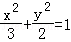 x²/3 + y²/2 = 1